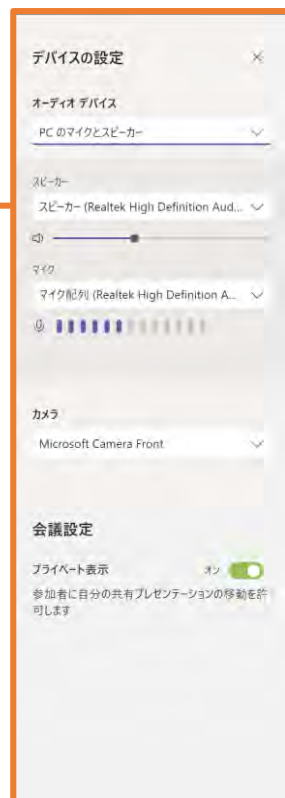 デバイスの設定
オーディオ デバイス
PC のマイクとスピーカー
スピーカー
スピーカー (Realtek High Definition Aud...
マイク
マイク配列 (Realtek High Definition A...
カメラ
Microsoft Camera Front
会議設定
プライベート表示 オン
参加者に自分の共有プレゼンテーションの移動を許
可します